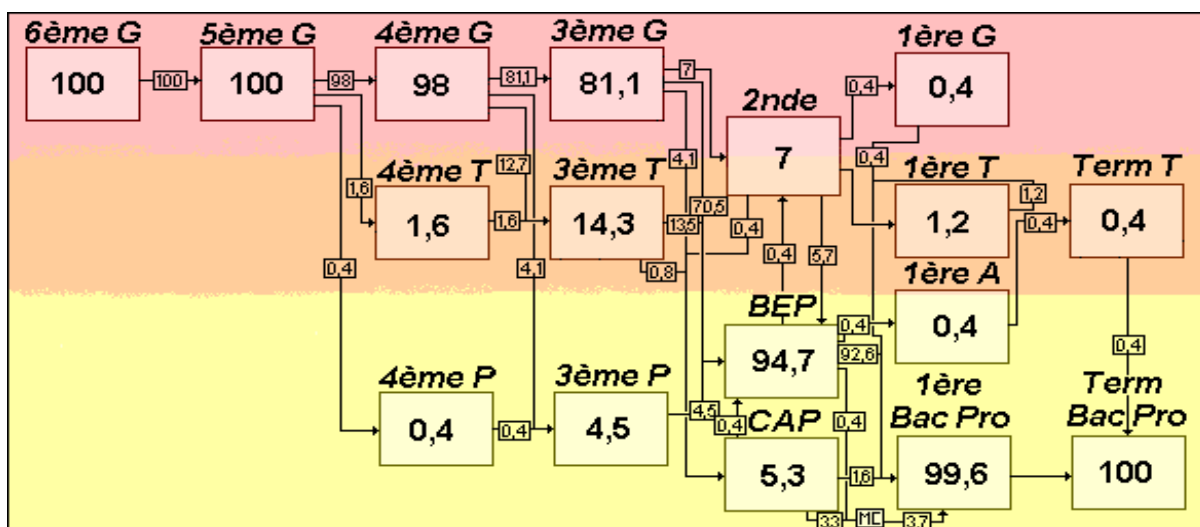 6ème G
5ème G
4ème G
3ème G
1ère G
100
100
100
98
98
81,1
81,1
7
2nde
0,4
0,4
7
4,1
0,4
12,7
1,6
4ème T
3ème T
1ère T
Term T
1,2
1,6
1,6
14,3
13,5
70,5
0,4
1,2
0,4
0,4
0,4
4,1
0,8
0,4
5,7
1ère A
BEP
0,4
0,4
94,7
92,6
0,4
4ème P
3ème P
1ère
Bac Pro
Term
Bac Pro
0,4
0,4
4,5
4,5
0,4
CAP
0,4
5,3
1,6
99,6
100
3,3
MC
3,7